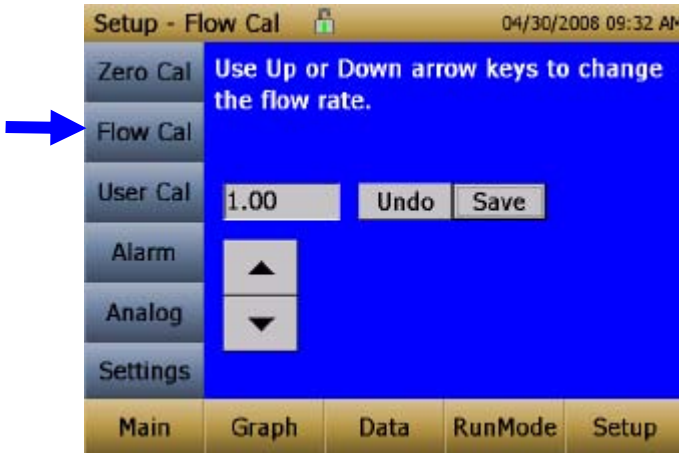 Setup - Flow Cal 04/30/2008 09:32 AM
Zero Cal
Flow Cal
User Cal
Alarm
Analog
Settings
Use Up or Down arrow keys to change
the flow rate.
1.00 Undo Save
Main Graph Data RunMode Setup